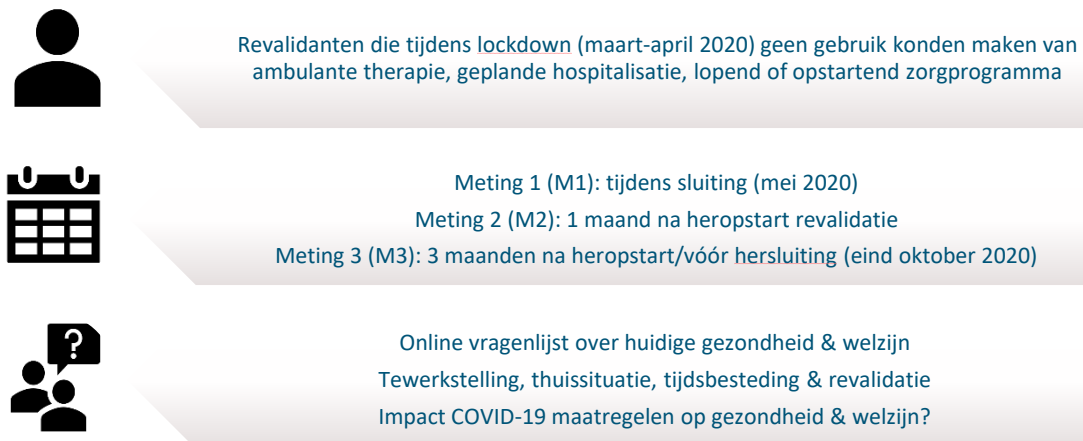 Revalidanten die tijdens lockdown (maart-april 2020) geen gebruik konden maken van
ambulante therapie, geplande hospitalisatie, lopend of opstartend zorgprogramma
Meting 1 (M1): tijdens sluiting (mei 2020)
Meting 2 (M2): 1 maand na heropstart revalidatie
Meting 3 (M3): 3 maanden na heropstart/vóór hersluiting (eind oktober 2020)
?
Online vragenlijst over huidige gezondheid & welzijn
Tewerkstelling, thuissituatie, tijdsbesteding & revalidatie
Impact COVID-19 maatregelen op gezondheid & welzijn?